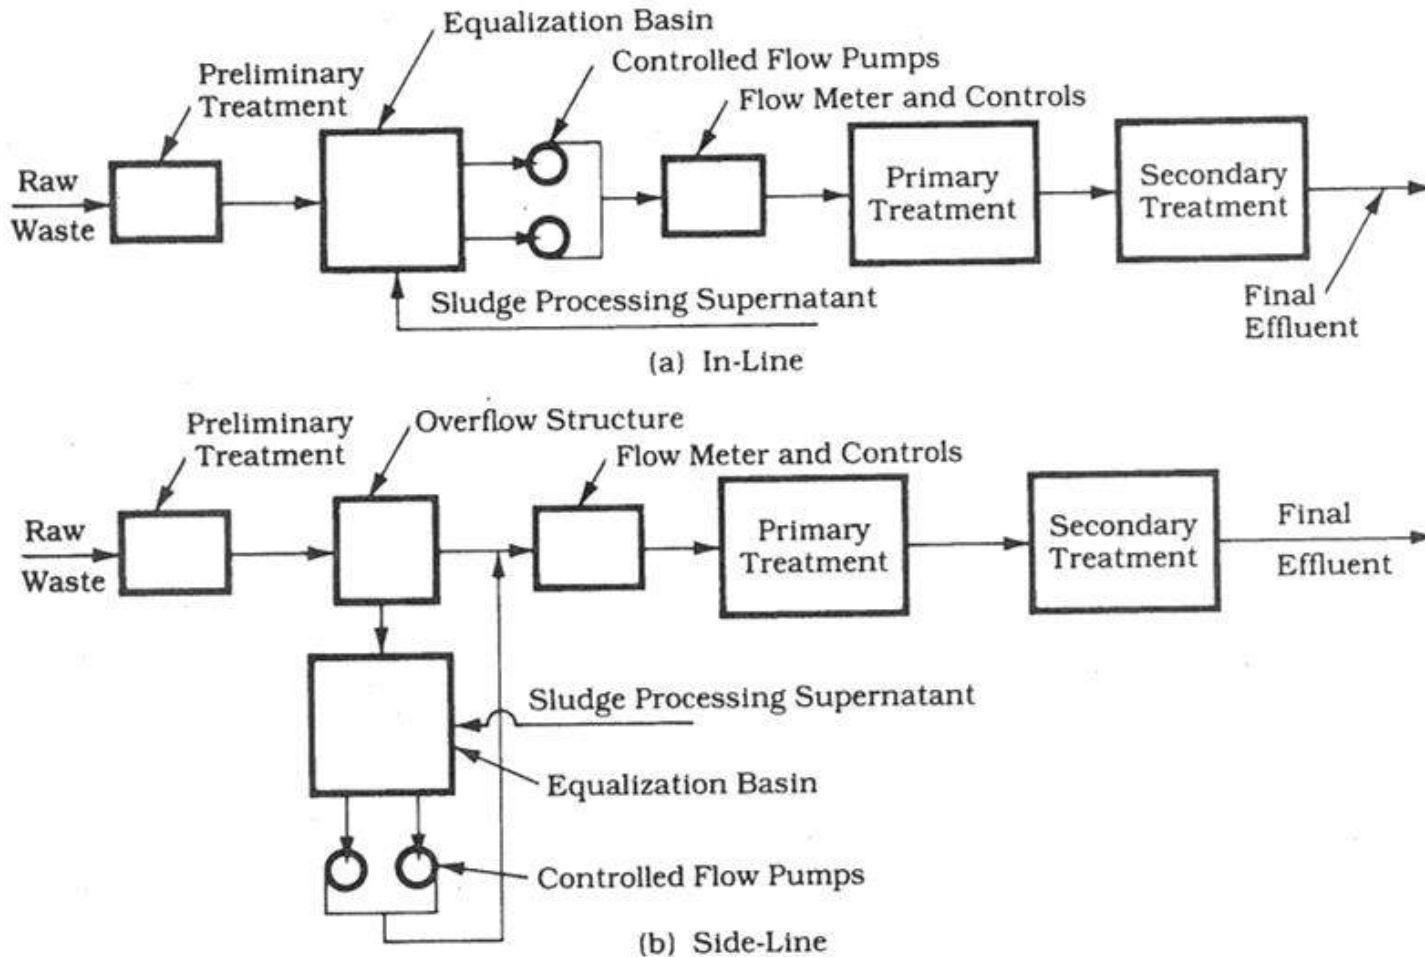 Equalization Basin
Controlled Flow Pumps
Preliminary
Treatment
Flow Meter and Controls
Raw
Waste
Primary
Treatment
Secondary
Treatment
Sludge Processing Supernatant
Final
Effluent
(a) In-Line
Preliminary
Treatment
Overflow Structure
Flow Meter and Controls
Raw
Waste
Primary
Treatment
Secondary
Treatment
Final
Effluent
Sludge Processing Supernatant
Equalization Basin
Controlled Flow Pumps
(b) Side-Line